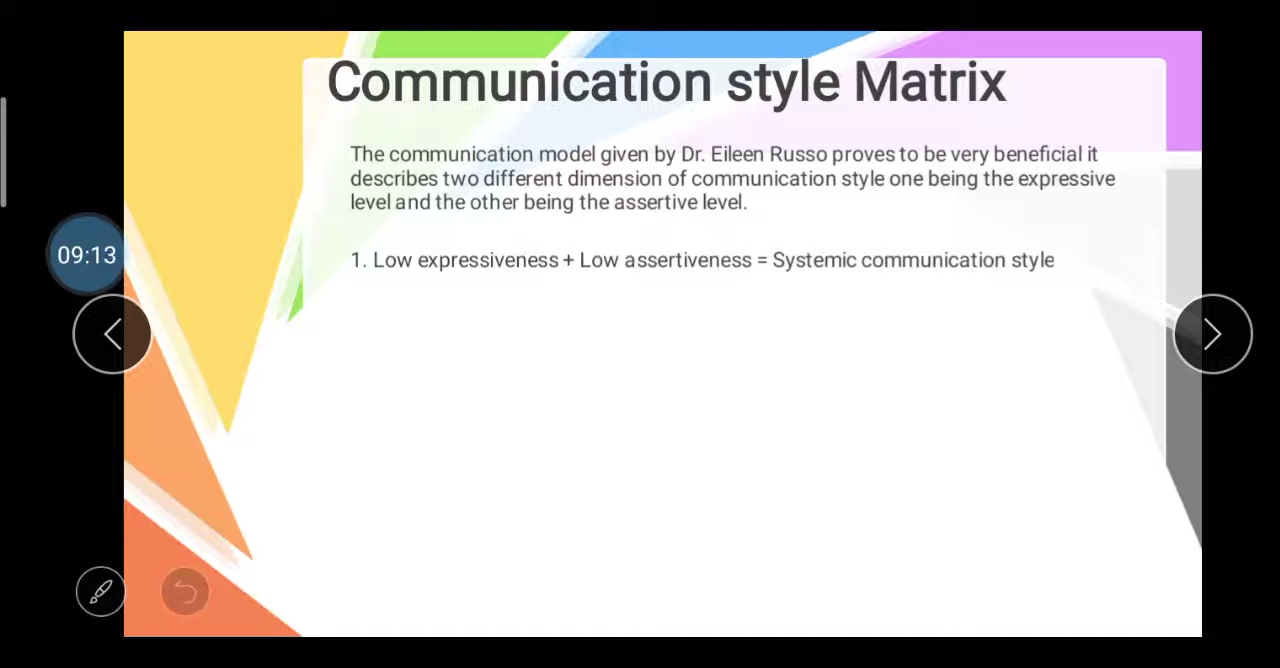 Communication style Matrix
The communication model given by Dr. Eileen Russo proves to be very beneficial it
describes two different dimension of communication style one being the expressive
level and the other being the assertive level.
09:13
1. Low expressiveness + Low assertiveness = Systemic communication style